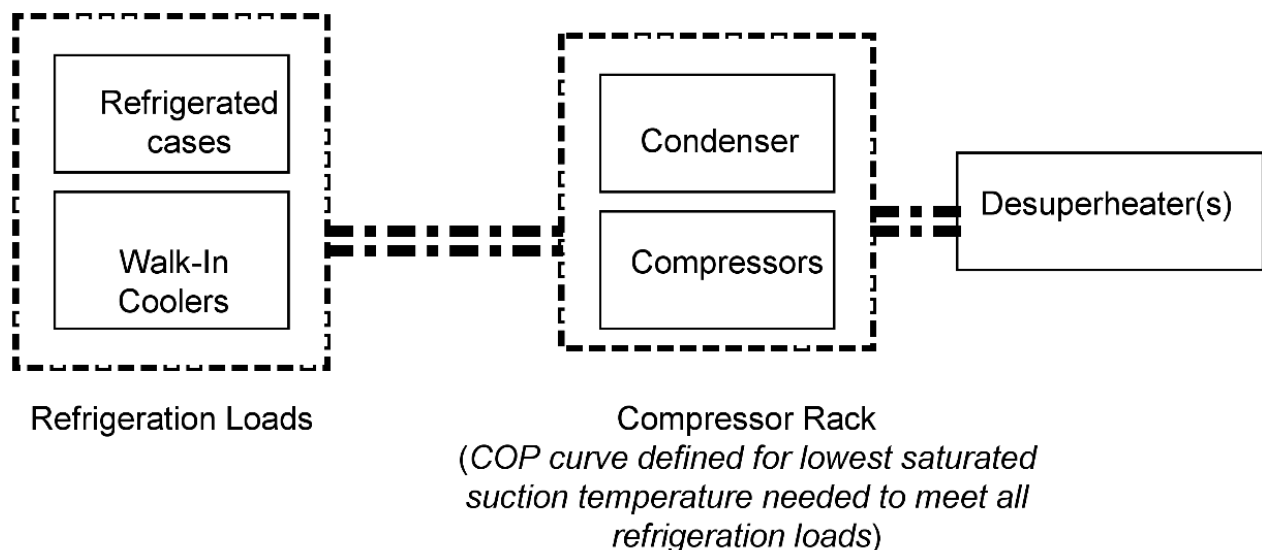 Refrigerated
cases
Walk-In
Coolers
Refrigeration Loads
Condenser
Compressors
Compressor Rack
(COP curve defined for lowest saturated
suction temperature needed to meet all
refrigeration loads)
Desuperheater(s)